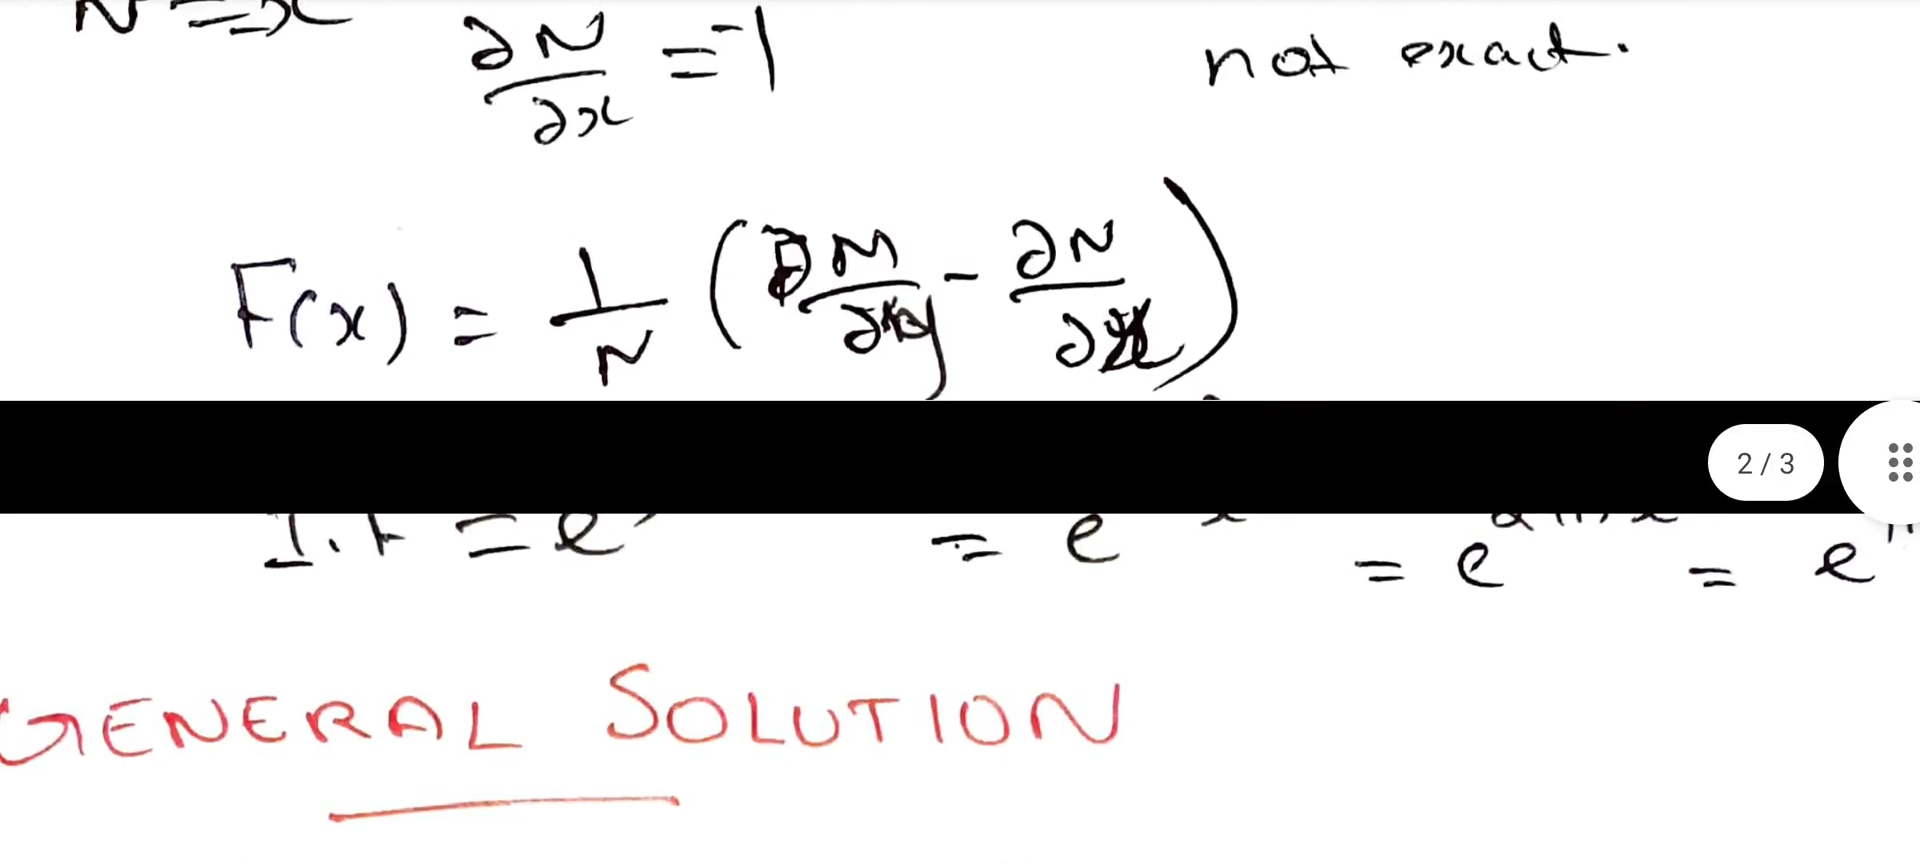 ∂N/∂x = -1 not exact.
F(x) = 1/N (∂M/∂y - ∂N/∂x)
2 / 3
= e = e = e = e
GENERAL SOLUTION